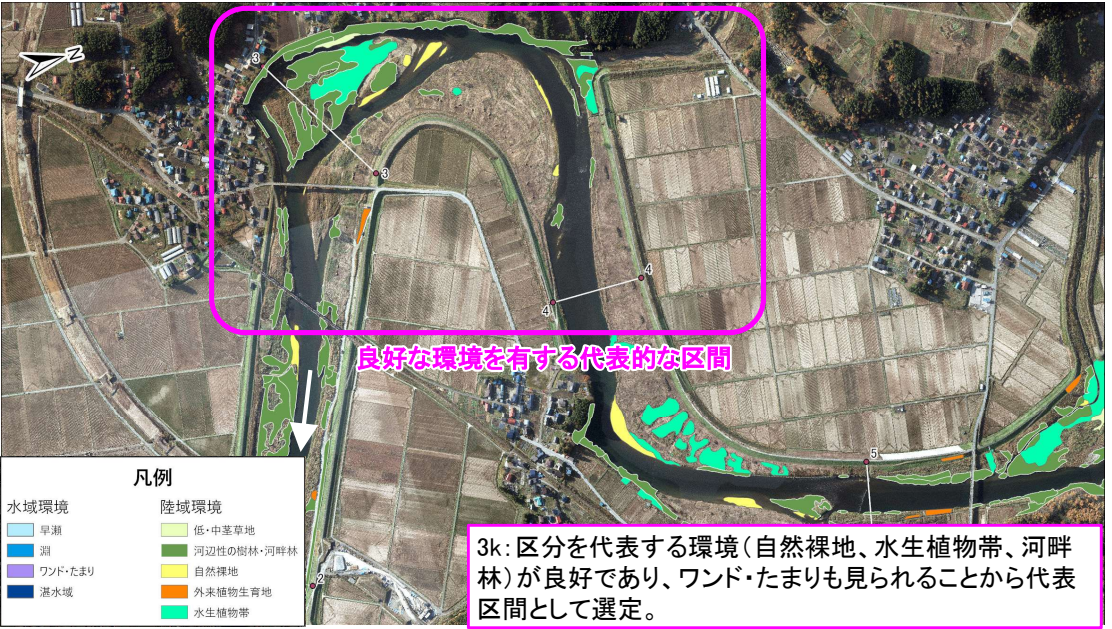 N
3
3
4
4
良好な環境を有する代表的な区間
5
2
凡例
水域環境
早瀬
淵
ワンド・たまり
湛水域
陸域環境
低・中茎草地
河辺性の樹林・河畔林
自然裸地
外来植物生育地
水生植物帯
3k：区分を代表する環境（自然裸地、水生植物帯、河畔
林）が良好であり、ワンド・たまりも見られることから代表
区間として選定。